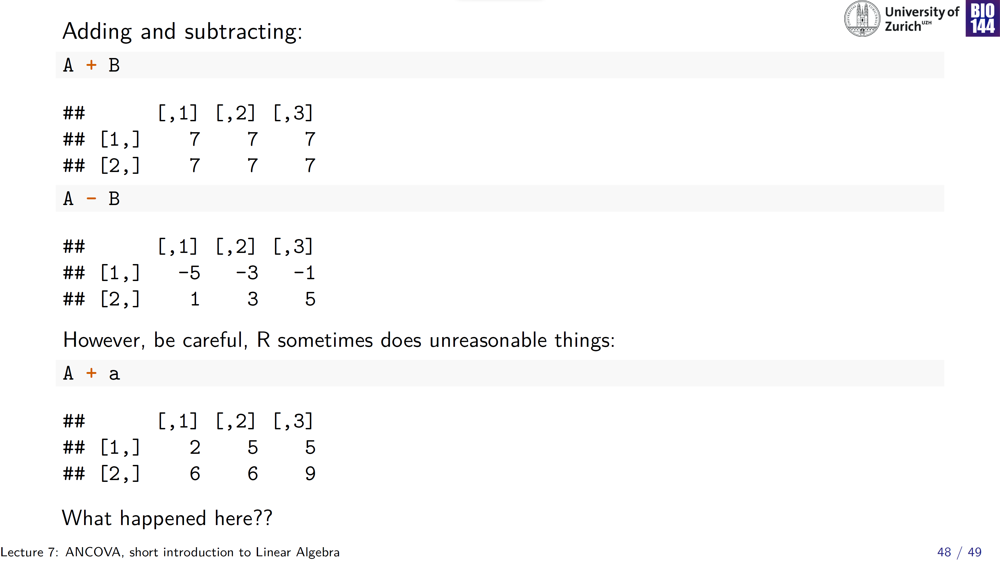 Adding and subtracting:
University of
Zurich UZH
BIO
144
A + B
## [,1] [,2] [,3]
## [1,] 7 7 7
## [2,] 7 7 7
A - B
## [,1] [,2] [,3]
## [1,] -5 -3 -1
## [2,] 1 3 5
However, be careful, R sometimes does unreasonable things:
A + a
## [,1] [,2] [,3]
## [1,] 2 5 5
## [2,] 6 6 9
What happened here??
Lecture 7: ANCOVA, short introduction to Linear Algebra
48 / 49